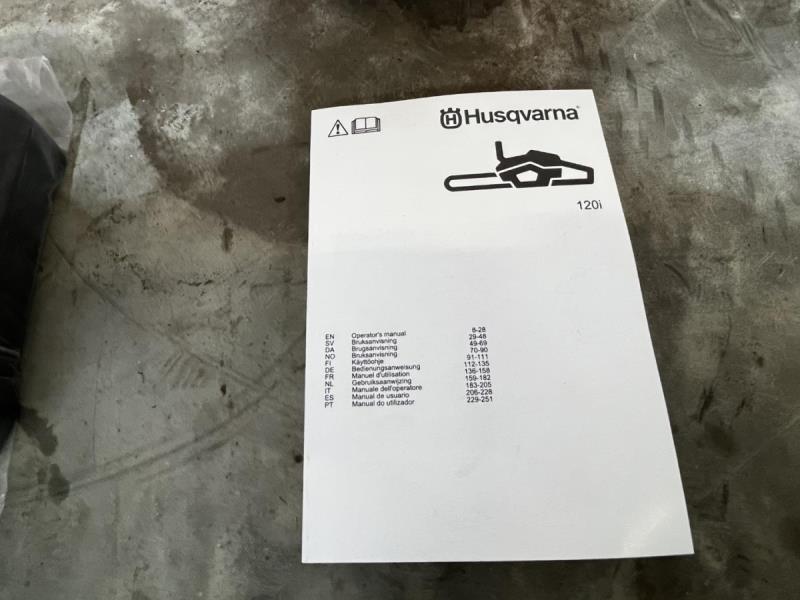 Husqvarna®
120i
EN Operator's manual 8-28
SV Bruksanvisning 29-48
DA Brugsanvisning 49-69
NO Bruksanvisning 70-90
FI Käyttöohje 91-111
DE Bedienungsanweisung 112-135
FR Manuel d'utilisation 136-158
NL Gebruiksaanwijzing 159-182
IT Manuale dell'operatore 183-205
ES Manual de usuario 206-228
PT Manual do utilizador 229-251